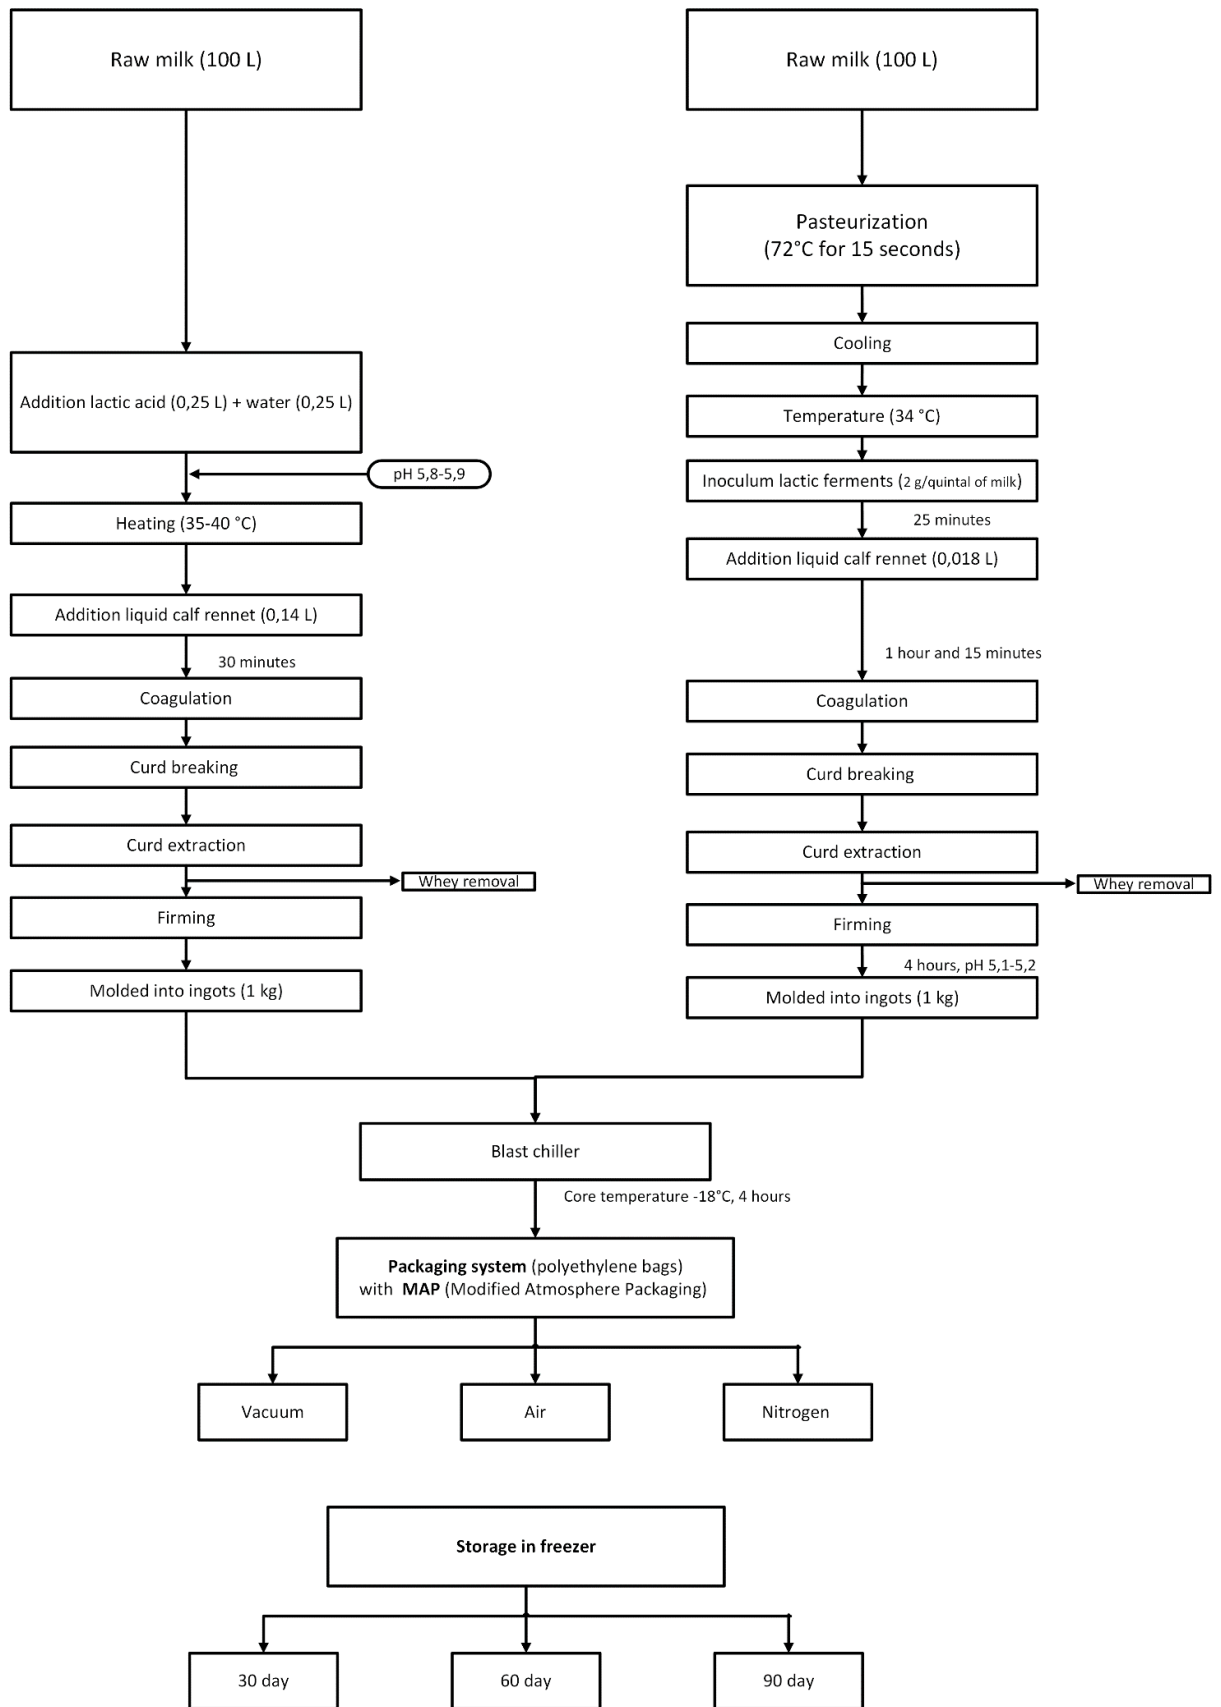 Raw milk (100 L)
Addition lactic acid (0,25 L) + water (0,25 L)
pH 5,8-5,9
Heating (35-40 °C)
Addition liquid calf rennet (0,14 L)
30 minutes
Coagulation
Curd breaking
Curd extraction
Whey removal
Firming
Molded into ingots (1 kg)
Raw milk (100 L)
Pasteurization
(72°C for 15 seconds)
Cooling
Temperature (34 °C)
Inoculum lactic ferments (2 g/quintal of milk)
25 minutes
Addition liquid calf rennet (0,018 L)
1 hour and 15 minutes
Coagulation
Curd breaking
Curd extraction
Whey removal
Firming
4 hours, pH 5,1-5,2
Molded into ingots (1 kg)
Blast chiller
Core temperature -18°C, 4 hours
Packaging system (polyethylene bags)
with MAP (Modified Atmosphere Packaging)
Vacuum
Air
Nitrogen
Storage in freezer
30 day
60 day
90 day